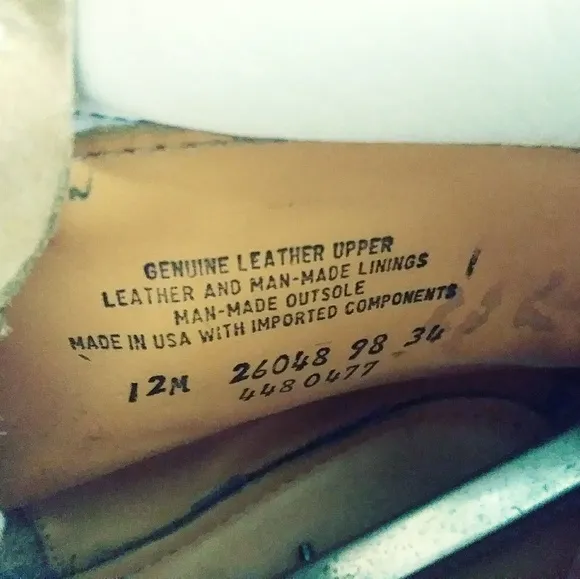 GENUINE LEATHER UPPER
LEATHER AND MAN-MADE LININGS
MAN-MADE OUTSOLE
MADE IN USA WITH IMPORTED COMPONENTS
12M 26048 98 34
4480477